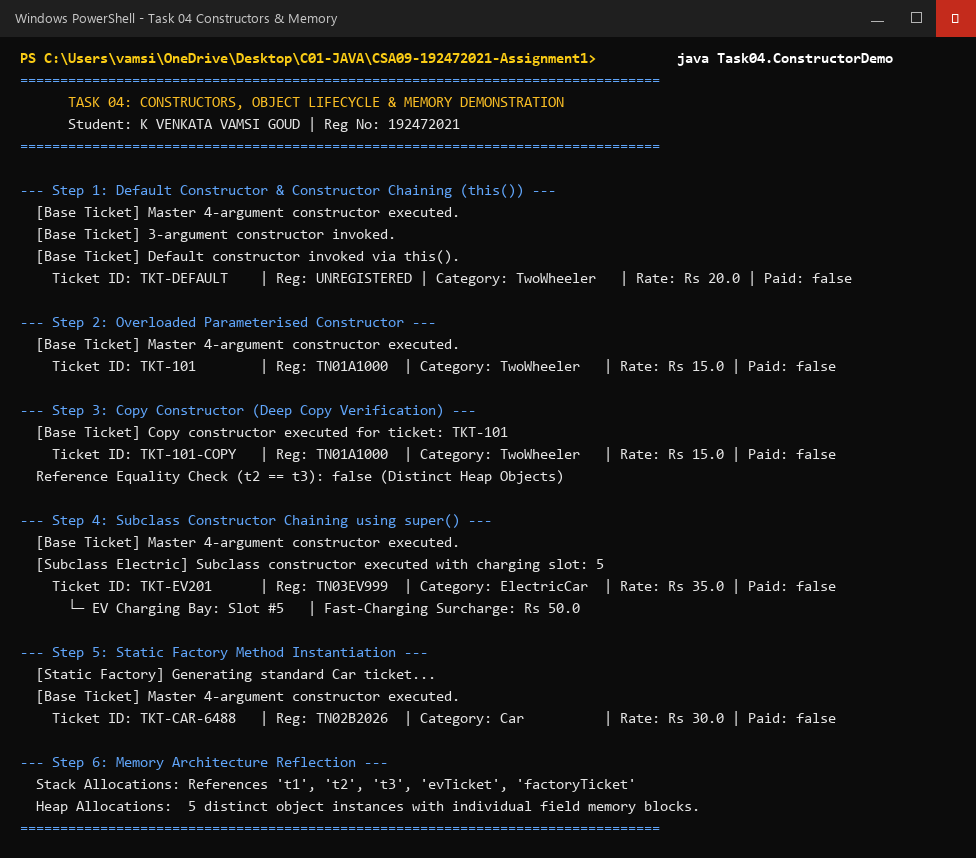 Windows PowerShell - Task 04 Constructors & Memory
PS C:\Users\vamsi\OneDrive\Desktop\C01-JAVA\CSA09-192472021-Assignment1> java Task04.ConstructorDemo
================================================================================
TASK 04: CONSTRUCTORS, OBJECT LIFECYCLE & MEMORY DEMONSTRATION
Student: K VENKATA VAMSI GOUD | Reg No: 192472021
================================================================================
--- Step 1: Default Constructor & Constructor Chaining (this()) ---
[Base Ticket] Master 4-argument constructor executed.
[Base Ticket] 3-argument constructor invoked.
[Base Ticket] Default constructor invoked via this().
Ticket ID: TKT-DEFAULT    | Reg: UNREGISTERED | Category: TwoWheeler   | Rate: Rs 20.0 | Paid: false
--- Step 2: Overloaded Parameterised Constructor ---
[Base Ticket] Master 4-argument constructor executed.
Ticket ID: TKT-101        | Reg: TN01A1000  | Category: TwoWheeler   | Rate: Rs 15.0 | Paid: false
--- Step 3: Copy Constructor (Deep Copy Verification) ---
[Base Ticket] Copy constructor executed for ticket: TKT-101
Ticket ID: TKT-101-COPY   | Reg: TN01A1000  | Category: TwoWheeler   | Rate: Rs 15.0 | Paid: false
Reference Equality Check (t2 == t3): false (Distinct Heap Objects)
--- Step 4: Subclass Constructor Chaining using super() ---
[Base Ticket] Master 4-argument constructor executed.
[Subclass Electric] Subclass constructor executed with charging slot: 5
Ticket ID: TKT-EV201      | Reg: TN03EV999  | Category: ElectricCar  | Rate: Rs 35.0 | Paid: false
└─ EV Charging Bay: Slot #5   | Fast-Charging Surcharge: Rs 50.0
--- Step 5: Static Factory Method Instantiation ---
[Static Factory] Generating standard Car ticket...
[Base Ticket] Master 4-argument constructor executed.
Ticket ID: TKT-CAR-6488   | Reg: TN02B2026  | Category: Car          | Rate: Rs 30.0 | Paid: false
--- Step 6: Memory Architecture Reflection ---
Stack Allocations: References 't1', 't2', 't3', 'evTicket', 'factoryTicket'
Heap Allocations:  5 distinct object instances with individual field memory blocks.
================================================================================